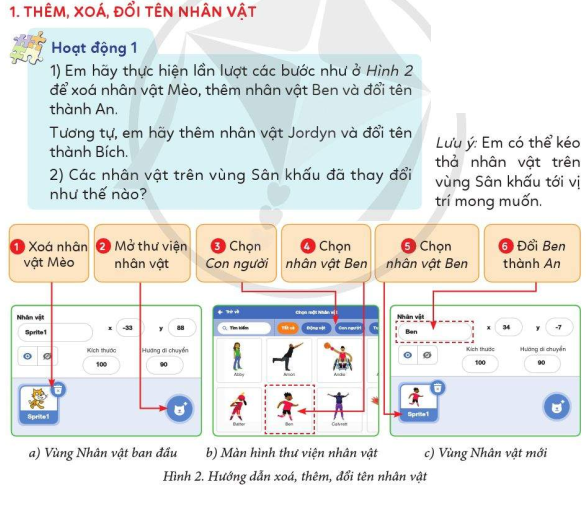 1. THÊM, XOÁ, ĐỔI TÊN NHÂN VẬT
Hoạt động 1
1) Em hãy thực hiện lần lượt các bước như ở Hình 2
để xoá nhân vật Mèo, thêm nhân vật Ben và đổi tên
thành An.
Tương tự, em hãy thêm nhân vật Jordyn và đổi tên
thành Bích.
2) Các nhân vật trên vùng Sân khấu đã thay đổi
như thế nào?
Lưu ý: Em có thể kéo
thả nhân vật trên
vùng Sân khấu tới vị
trí mong muốn.
1 Xoá nhân
vật Mèo
2 Mở thư viện
nhân vật
3 Chọn
Con người
4 Chọn
nhân vật Ben
5 Chọn
nhân vật Ben
6 Đổi Ben
thành An
Nhân vật
Sprite1
x -33 y 88
Kích thước Hướng di chuyển
100 90
Sprite1
Trở về Chọn một Nhân vật
Tìm kiếm Tất cả Động vật Con người
Abby Amon Andie
Batter Ben Calvrett
Nhân vật
Ben
x 34 y -7
Kích thước Hướng di chuyển
100 90
Sprite1
a) Vùng Nhân vật ban đầu
b) Màn hình thư viện nhân vật
c) Vùng Nhân vật mới
Hình 2. Hướng dẫn xoá, thêm, đổi tên nhân vật